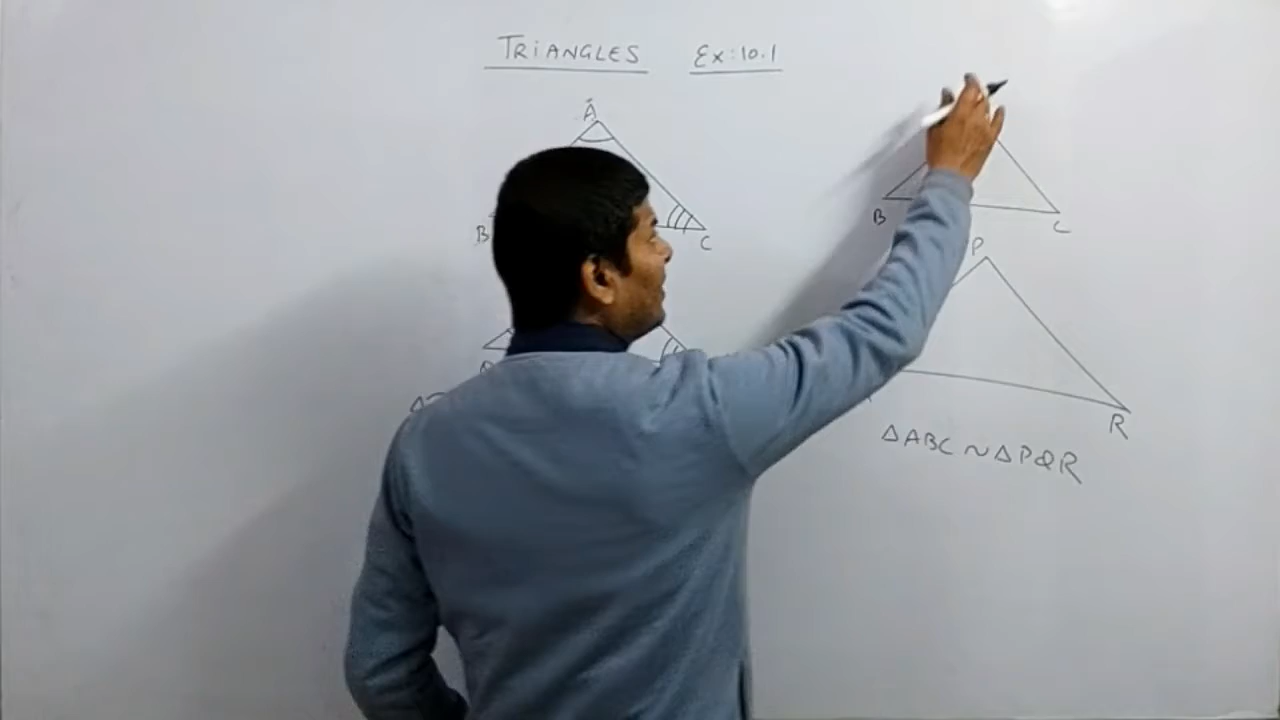 TRIANGLES Ex:10.1
A
B
C
B
C
P
R
△ABC ~ △PQR